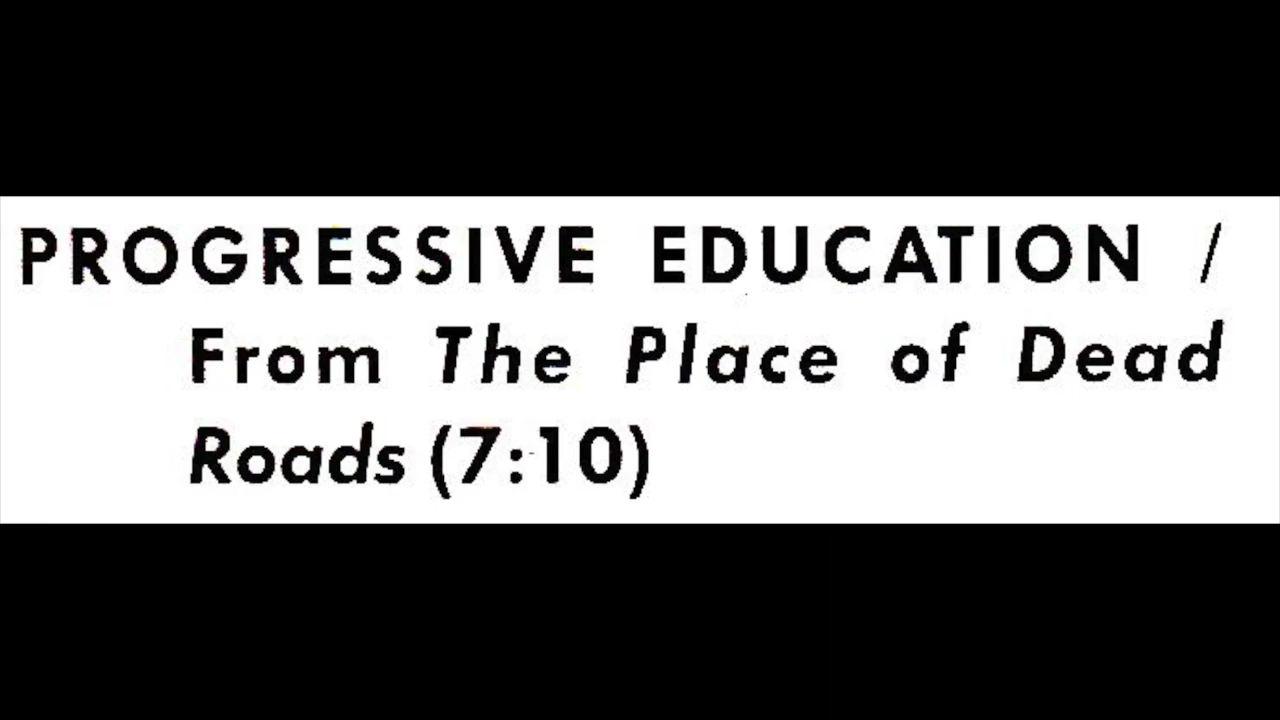 PROGRESSIVE EDUCATION /
From The Place of Dead
Roads (7:10)